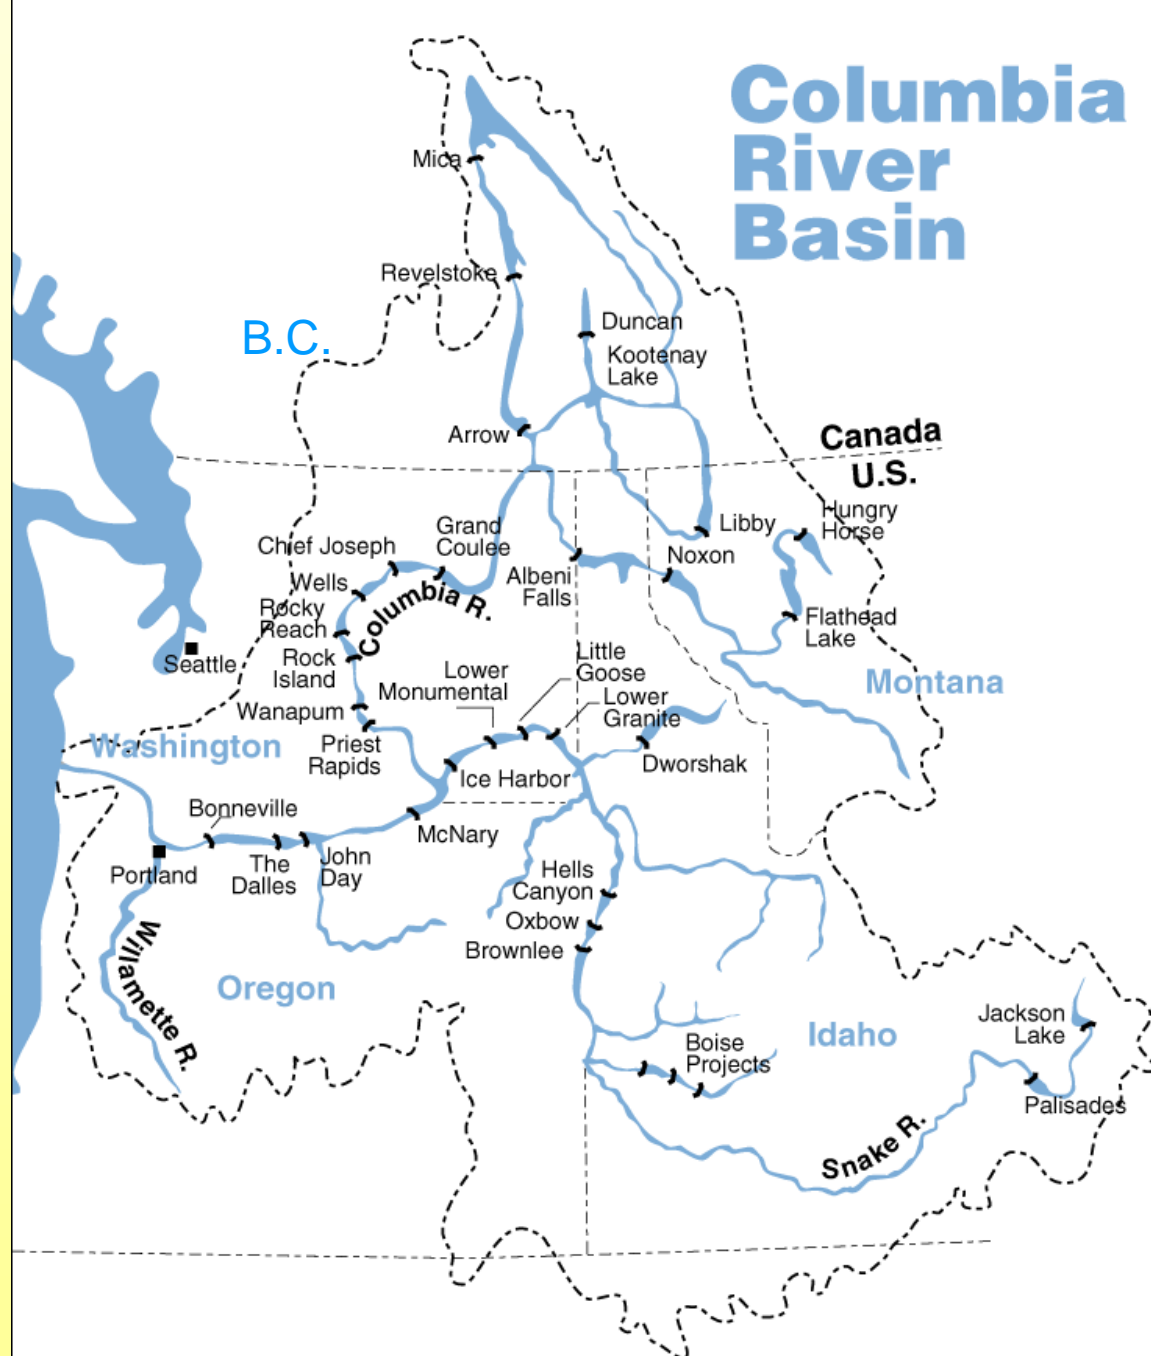 Columbia
River
Basin
Mica
Revelstoke
B.C.
Duncan
Kootenay
Lake
Arrow
Canada
U.S.
Hungry
Horse
Libby
Noxon
Grand
Coulee
Chief Joseph
Albeni
Falls
Wells
Columbia R.
Rocky
Reach
Flathead
Lake
Seattle
Rock
Island
Little
Goose
Lower
Monumental
Lower
Granite
Montana
Wanapum
Washington
Priest
Rapids
Ice Harbor
Dworshak
Bonneville
McNary
Portland
The
Dalles
John
Day
Hells
Canyon
Oxbow
Brownlee
Willamette R.
Oregon
Jackson
Lake
Idaho
Boise
Projects
Palisades
Snake R.